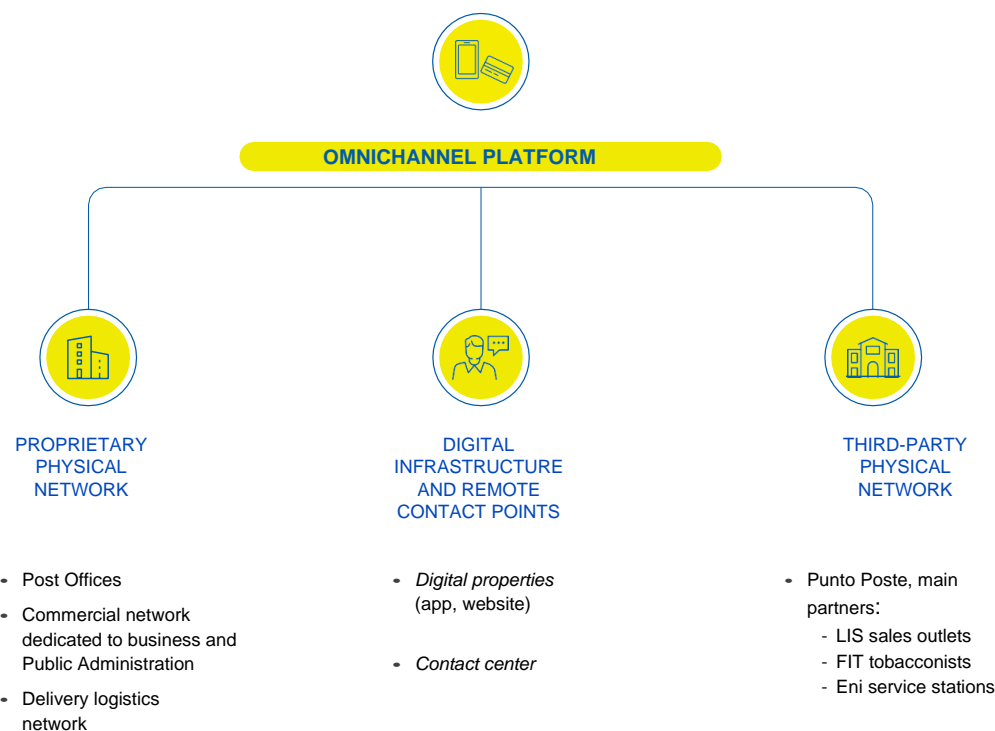 OMNICHANNEL PLATFORM
PROPRIETARY
PHYSICAL
NETWORK
• Post Offices
• Commercial network
dedicated to business and
Public Administration
• Delivery logistics
network
DIGITAL
INFRASTRUCTURE
AND REMOTE
CONTACT POINTS
• Digital properties
(app, website)
• Contact center
THIRD-PARTY
PHYSICAL
NETWORK
• Punto Poste, main
partners:
- LIS sales outlets
- FIT tobacconists
- Eni service stations